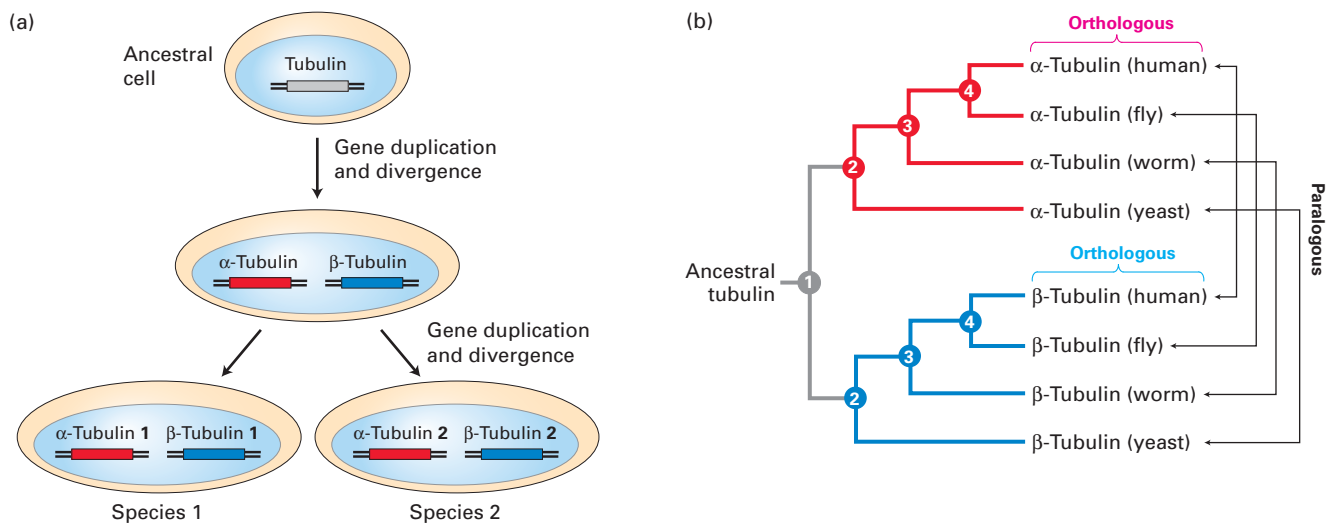 (a)
Ancestral
cell
Tubulin
Gene duplication
and divergence
α-Tubulin
β-Tubulin
Gene duplication
and divergence
α-Tubulin 1
β-Tubulin 1
α-Tubulin 2
β-Tubulin 2
Species 1
Species 2
(b)
Orthologous
α-Tubulin (human)
4
α-Tubulin (fly)
3
α-Tubulin (worm)
2
α-Tubulin (yeast)
Paralogous
Ancestral
tubulin
1
Orthologous
β-Tubulin (human)
4
β-Tubulin (fly)
3
β-Tubulin (worm)
2
β-Tubulin (yeast)